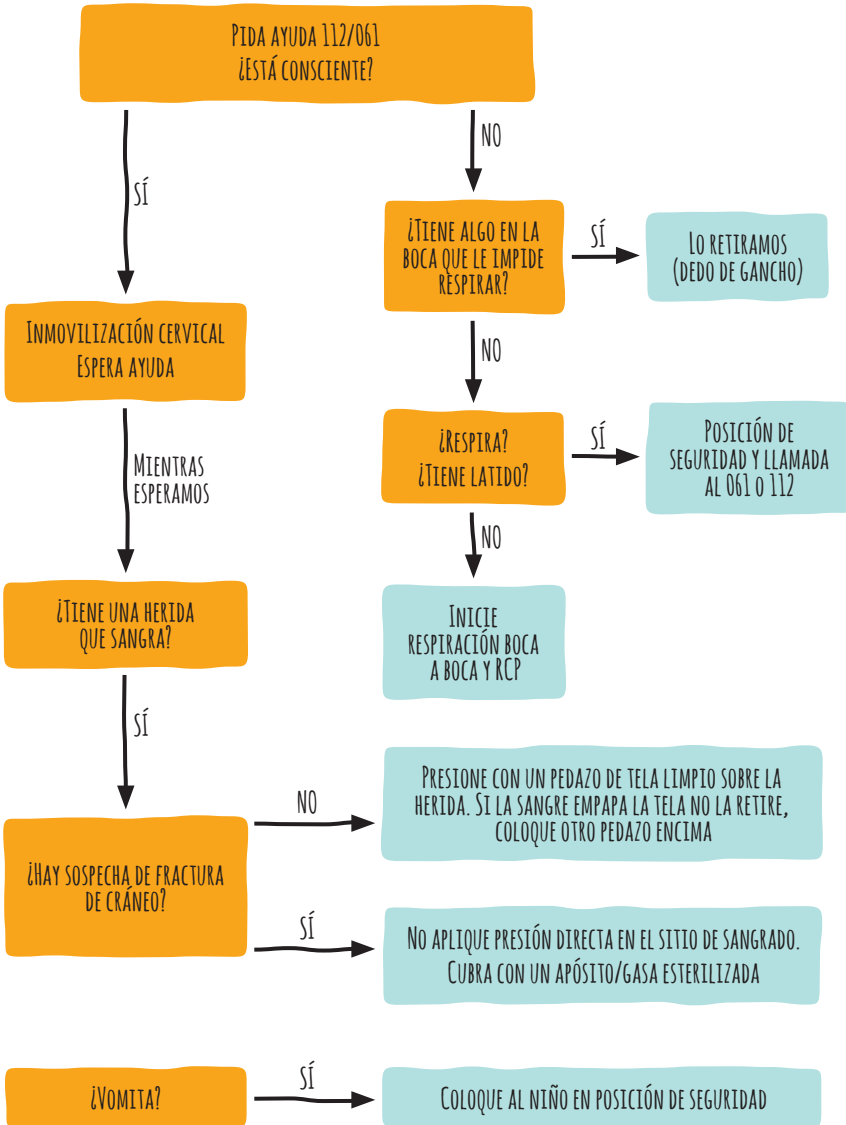 PIDA AYUDA 112/061
¿ESTÁ CONSCIENTE?
NO
SÍ
¿TIENE ALGO EN LA
BOCA QUE LE IMPIDE
RESPIRAR?
SÍ
LO RETIRAMOS
(DEDO DE GANCHO)
INMOVILIZACIÓN CERVICAL
ESPERA AYUDA
NO
MIENTRAS
ESPERAMOS
¿RESPIRA?
¿TIENE LATIDO?
SÍ
POSICIÓN DE
SEGURIDAD Y LLAMADA
AL 061 O 112
NO
¿TIENE UNA HERIDA
QUE SANGRA?
INICIE
RESPIRACIÓN BOCA
A BOCA Y RCP
SÍ
¿HAY SOSPECHA DE FRACTURA
DE CRÁNEO?
NO
PRESIONE CON UN PEDAZO DE TELA LIMPIO SOBRE LA
HERIDA. SI LA SANGRE EMPAPA LA TELA NO LA RETIRE,
COLOQUE OTRO PEDAZO ENCIMA
SÍ
NO APLIQUE PRESIÓN DIRECTA EN EL SITIO DE SANGRADO.
CUBRA CON UN APÓSITO/GASA ESTERILIZADA
¿VOMITA?
SÍ
COLOQUE AL NIÑO EN POSICIÓN DE SEGURIDAD